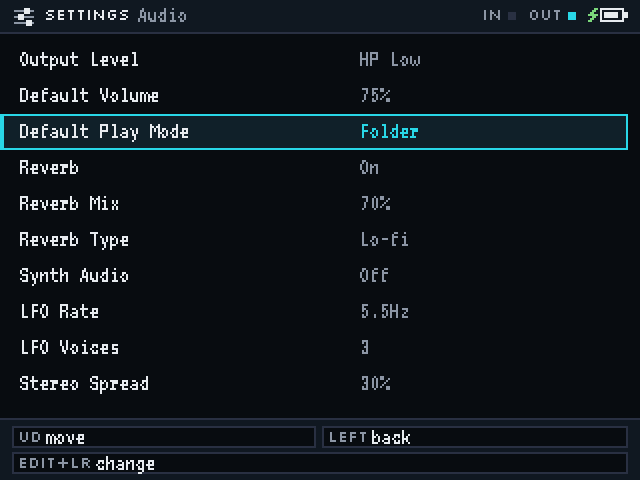 SETTINGS Audio IN OUT
Output Level HP Low
Default Volume 75%
Default Play Mode Folder
Reverb On
Reverb Mix 70%
Reverb Type Lo-fi
Synth Audio Off
LFO Rate 5.5Hz
LFO Voices 3
Stereo Spread 30%
UD move LEFT back
EDIT+LR change